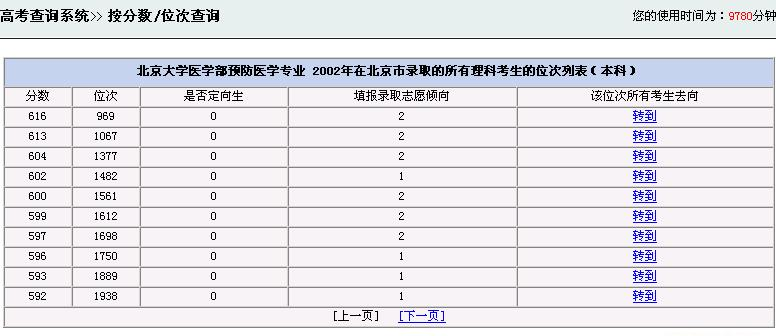 高考查询系统>> 按分数/位次查询 您的使用时间为：9780分钟
北京大学医学部预防医学专业 2002年在北京市录取的所有理科考生的位次列表（本科）
分数 位次 是否定向生 填报录取志愿倾向 该位次所有考生去向
616 969 0 2 转到
613 1067 0 2 转到
604 1377 0 2 转到
602 1482 0 1 转到
600 1561 0 2 转到
599 1612 0 2 转到
597 1698 0 2 转到
596 1750 0 1 转到
593 1889 0 1 转到
592 1938 0 1 转到
[上一页] [下一页]